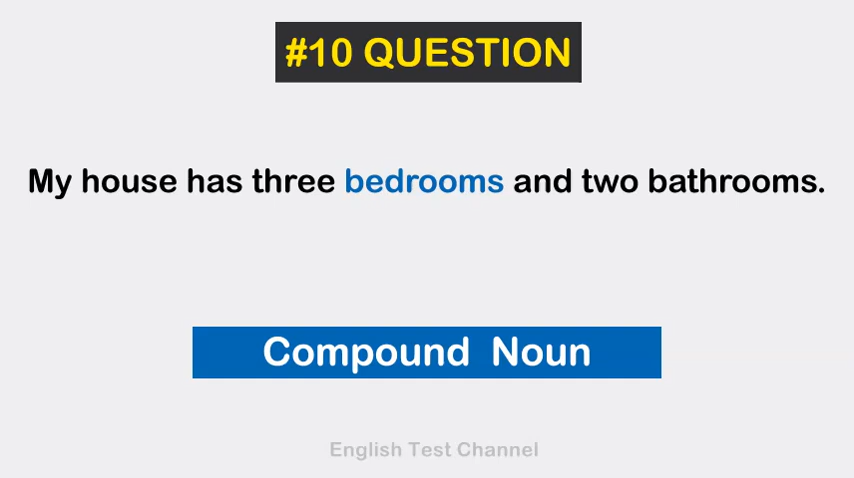 #10 QUESTION
My house has three bedrooms and two bathrooms.
Compound Noun
English Test Channel